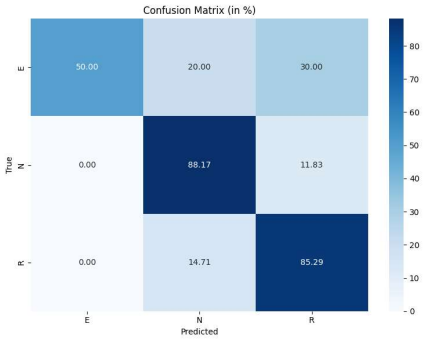 Confusion Matrix (in %)
E 50.00 20.00 30.00
N 0.00 88.17 11.83
R 0.00 14.71 85.29
E N R
True
Predicted
80
70
60
50
40
30
20
10
0